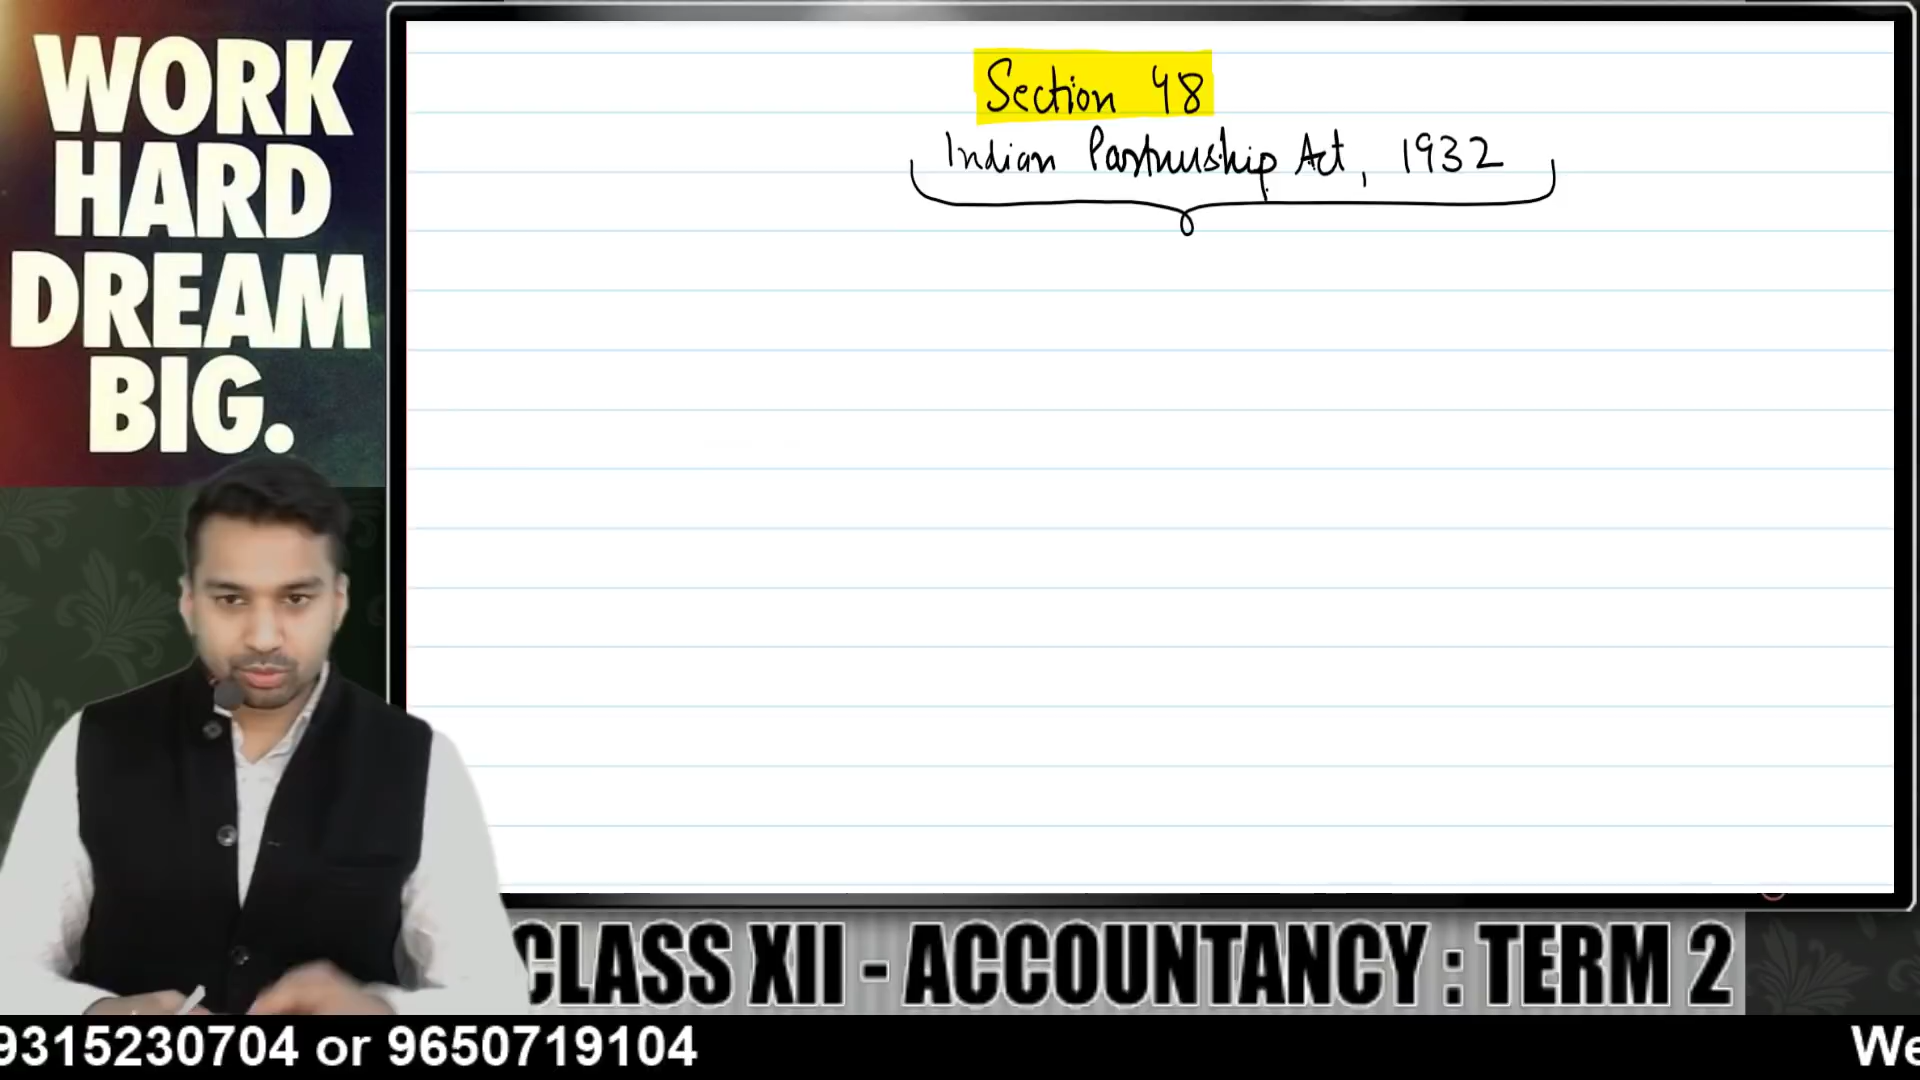 WORK
HARD
DREAM
BIG.
Section 48
Indian Partnership Act, 1932
CLASS XII - ACCOUNTANCY : TERM 2
9315230704 or 9650719104
We